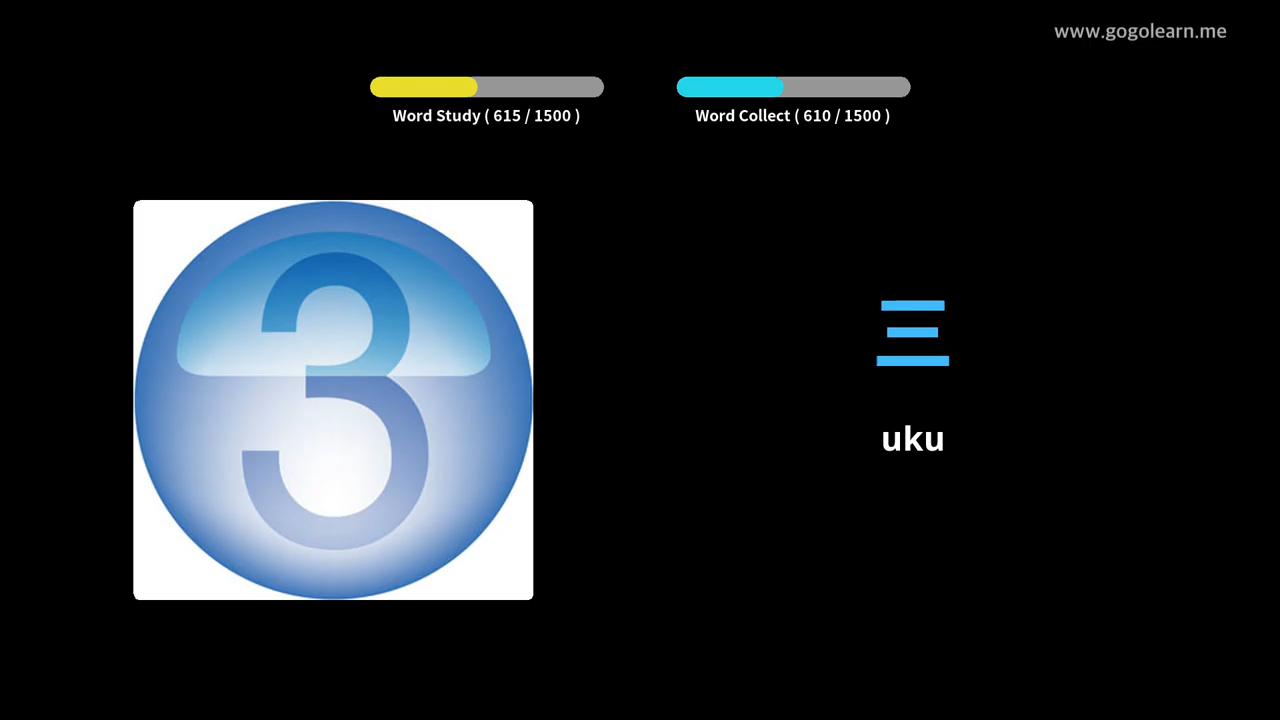 www.gogolearn.me
Word Study ( 615 / 1500 )
Word Collect ( 610 / 1500 )
3
三
uku